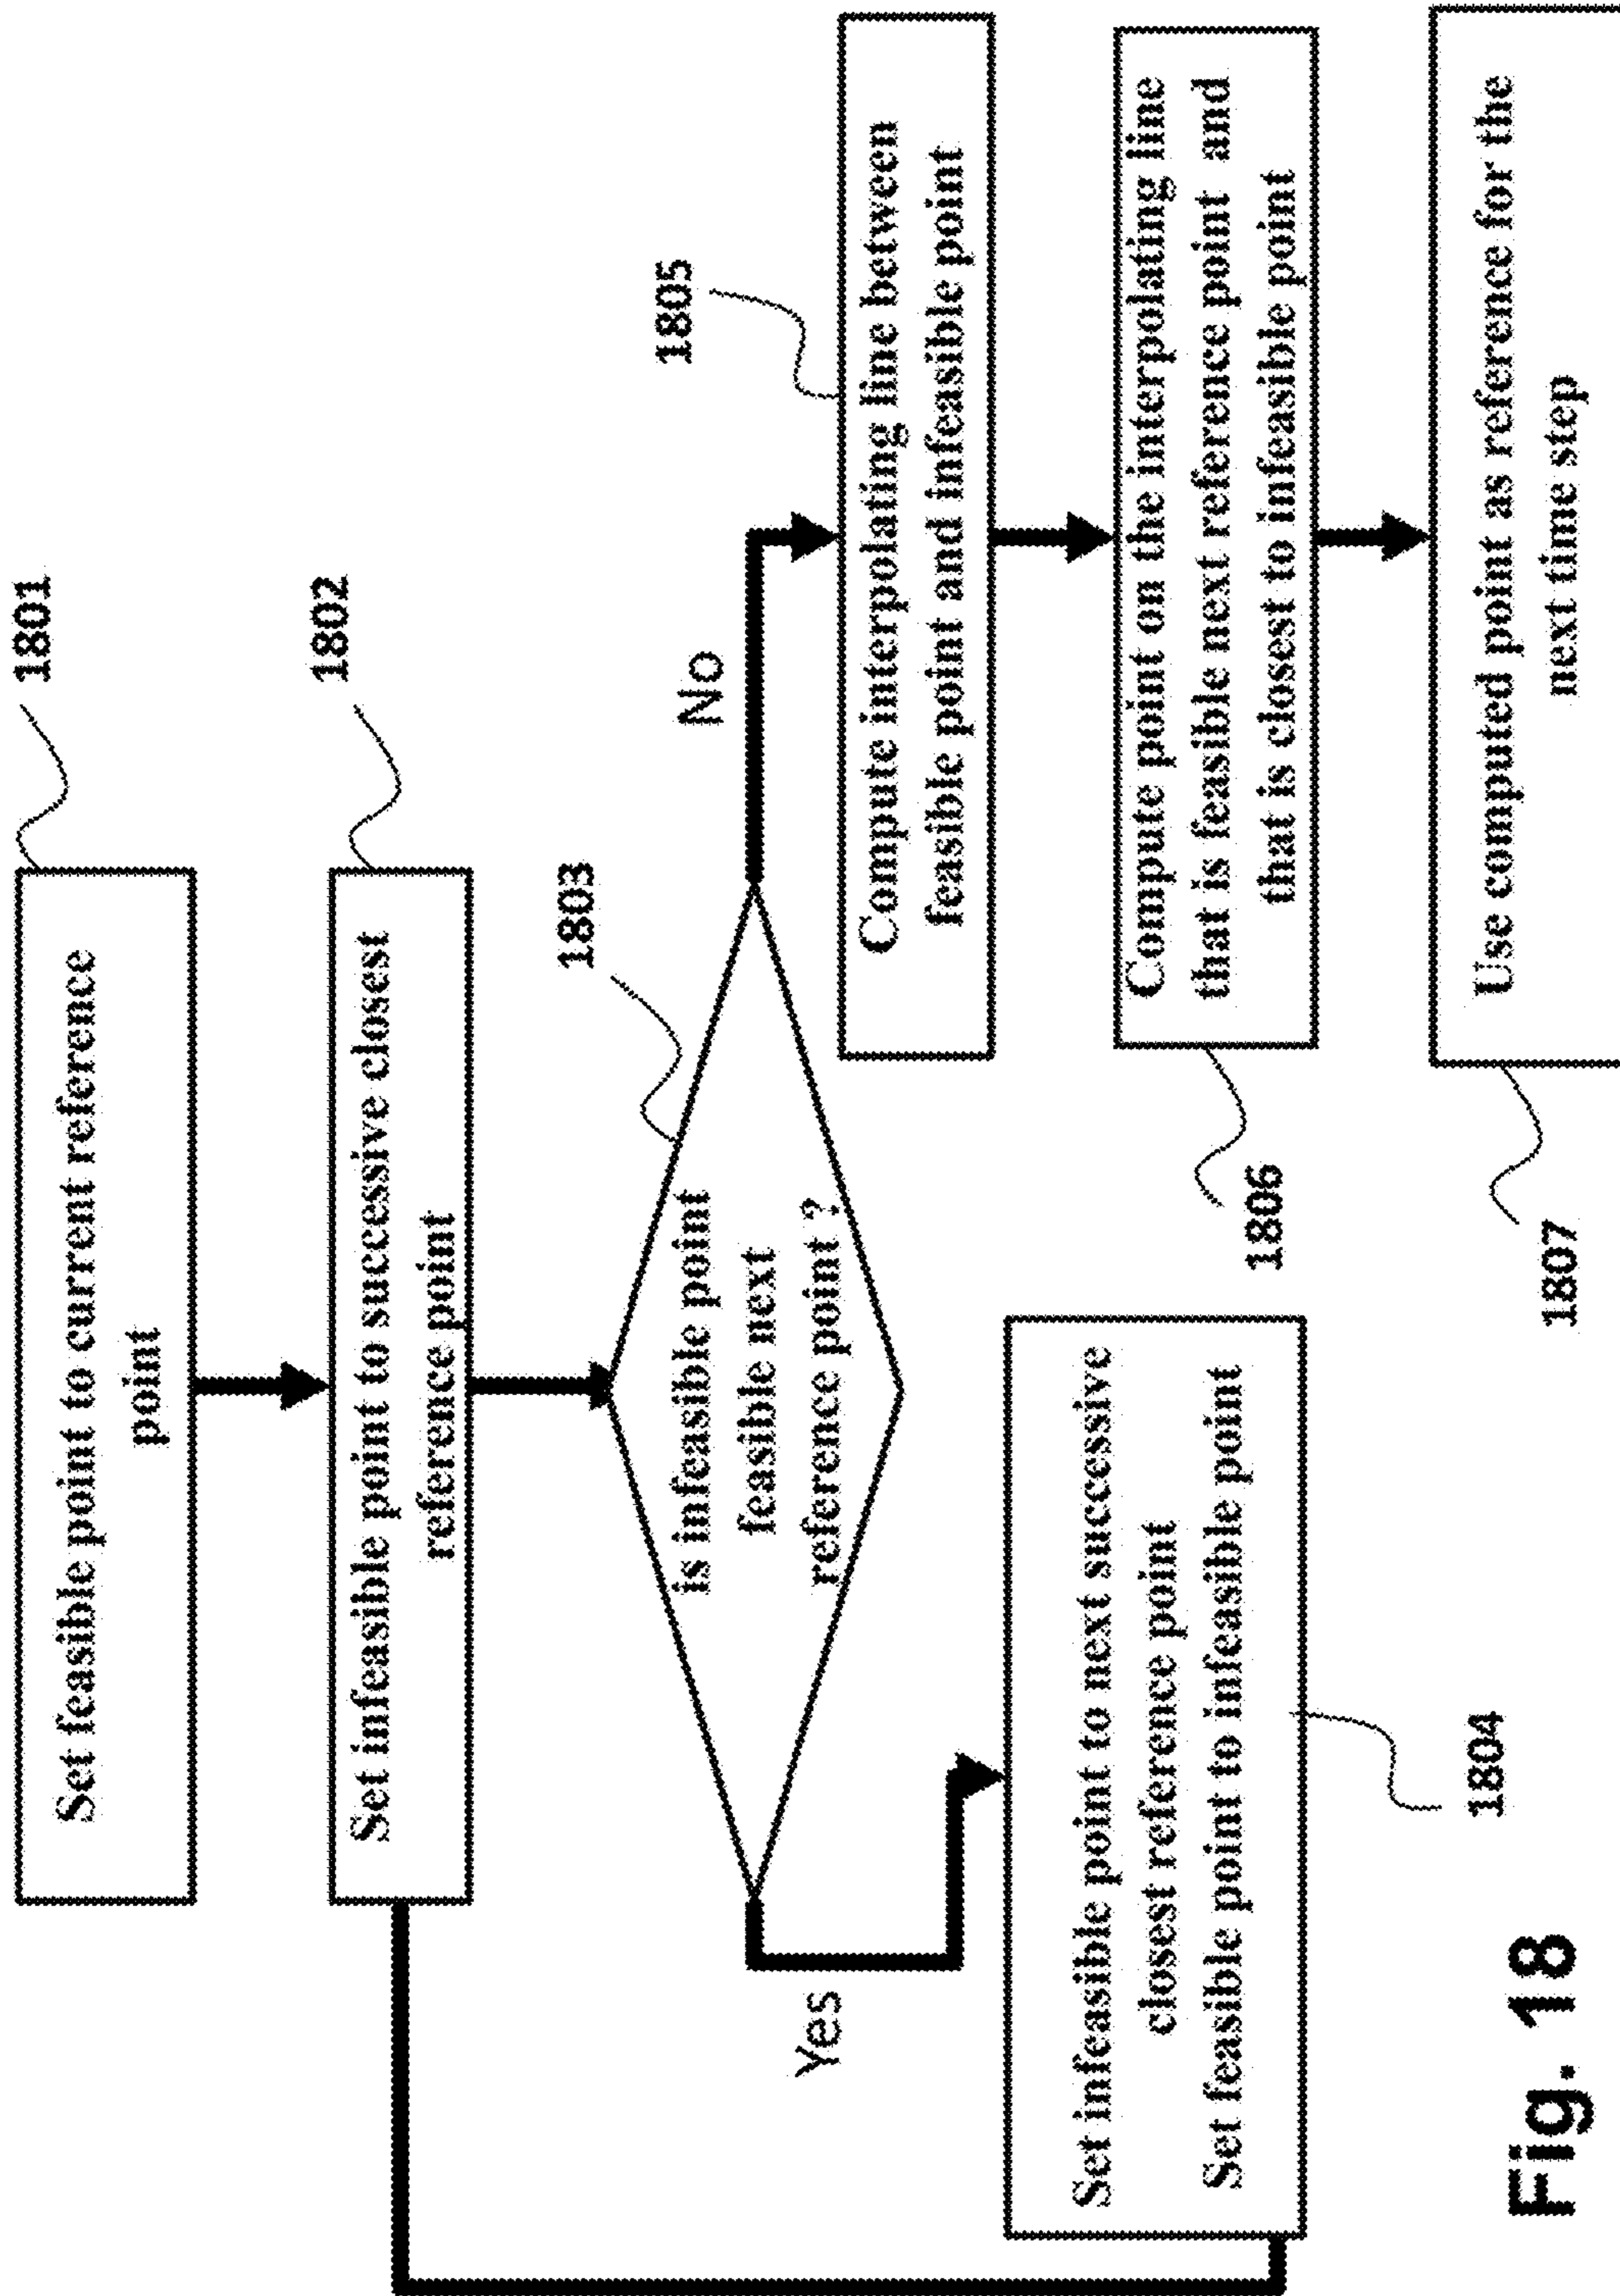 1801
Set feasible point to current reference
point
1802
Set infeasible point to successive closest
reference point
1803
is infeasible point
feasible next
reference point ?
No
Yes
1805
Compute interpolating line between
feasible point and infeasible point
Compute point on the interpolating line
that is feasible next reference point and
that is closest to infeasible point
1806
Set infeasible point to next successive
closest reference point
Set feasible point to infeasible point
1804
Use computed point as reference for the
next time step
1807
Fig. 18